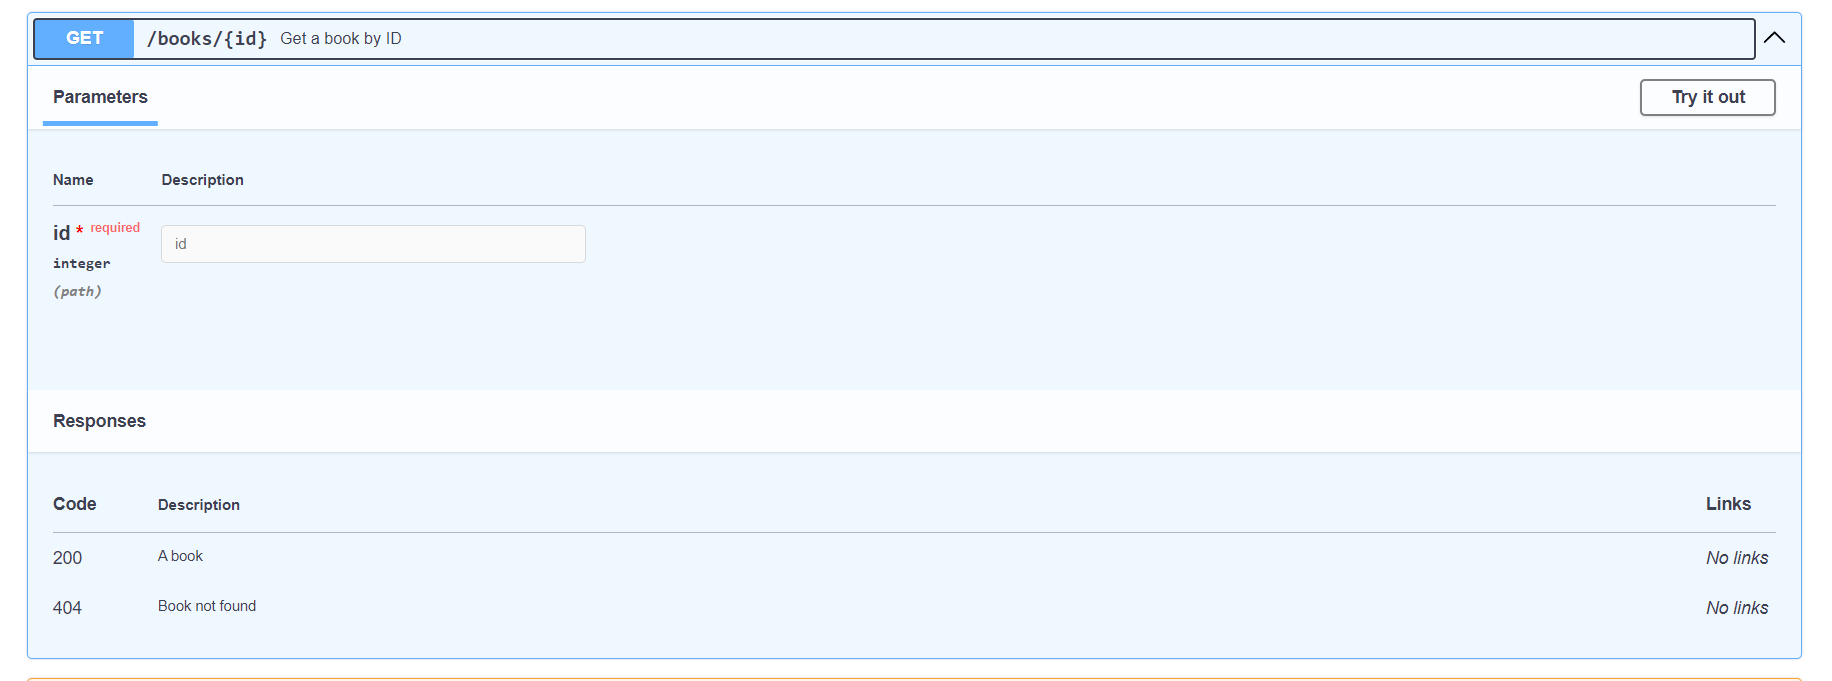 GET /books/{id} Get a book by ID
Parameters
Try it out
Name Description
id * required
id
integer
(path)
Responses
Code Description Links
200 A book No links
404 Book not found No links